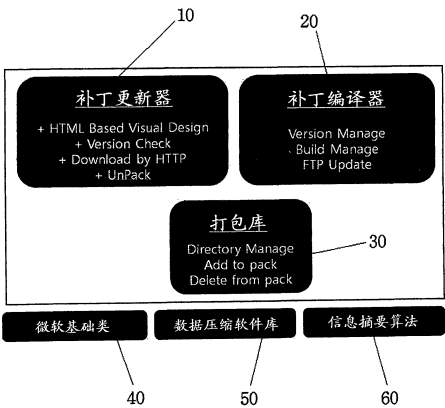 10
20
补丁更新器
+ HTML Based Visual Design
+ Version Check
+ Download by HTTP
+ UnPack
补丁编译器
Version Manage
Build Manage
FTP Update
打包库
Directory Manage
Add to pack
Delete from pack
30
微软基础类
数据压缩软件库
信息摘要算法
40
50
60